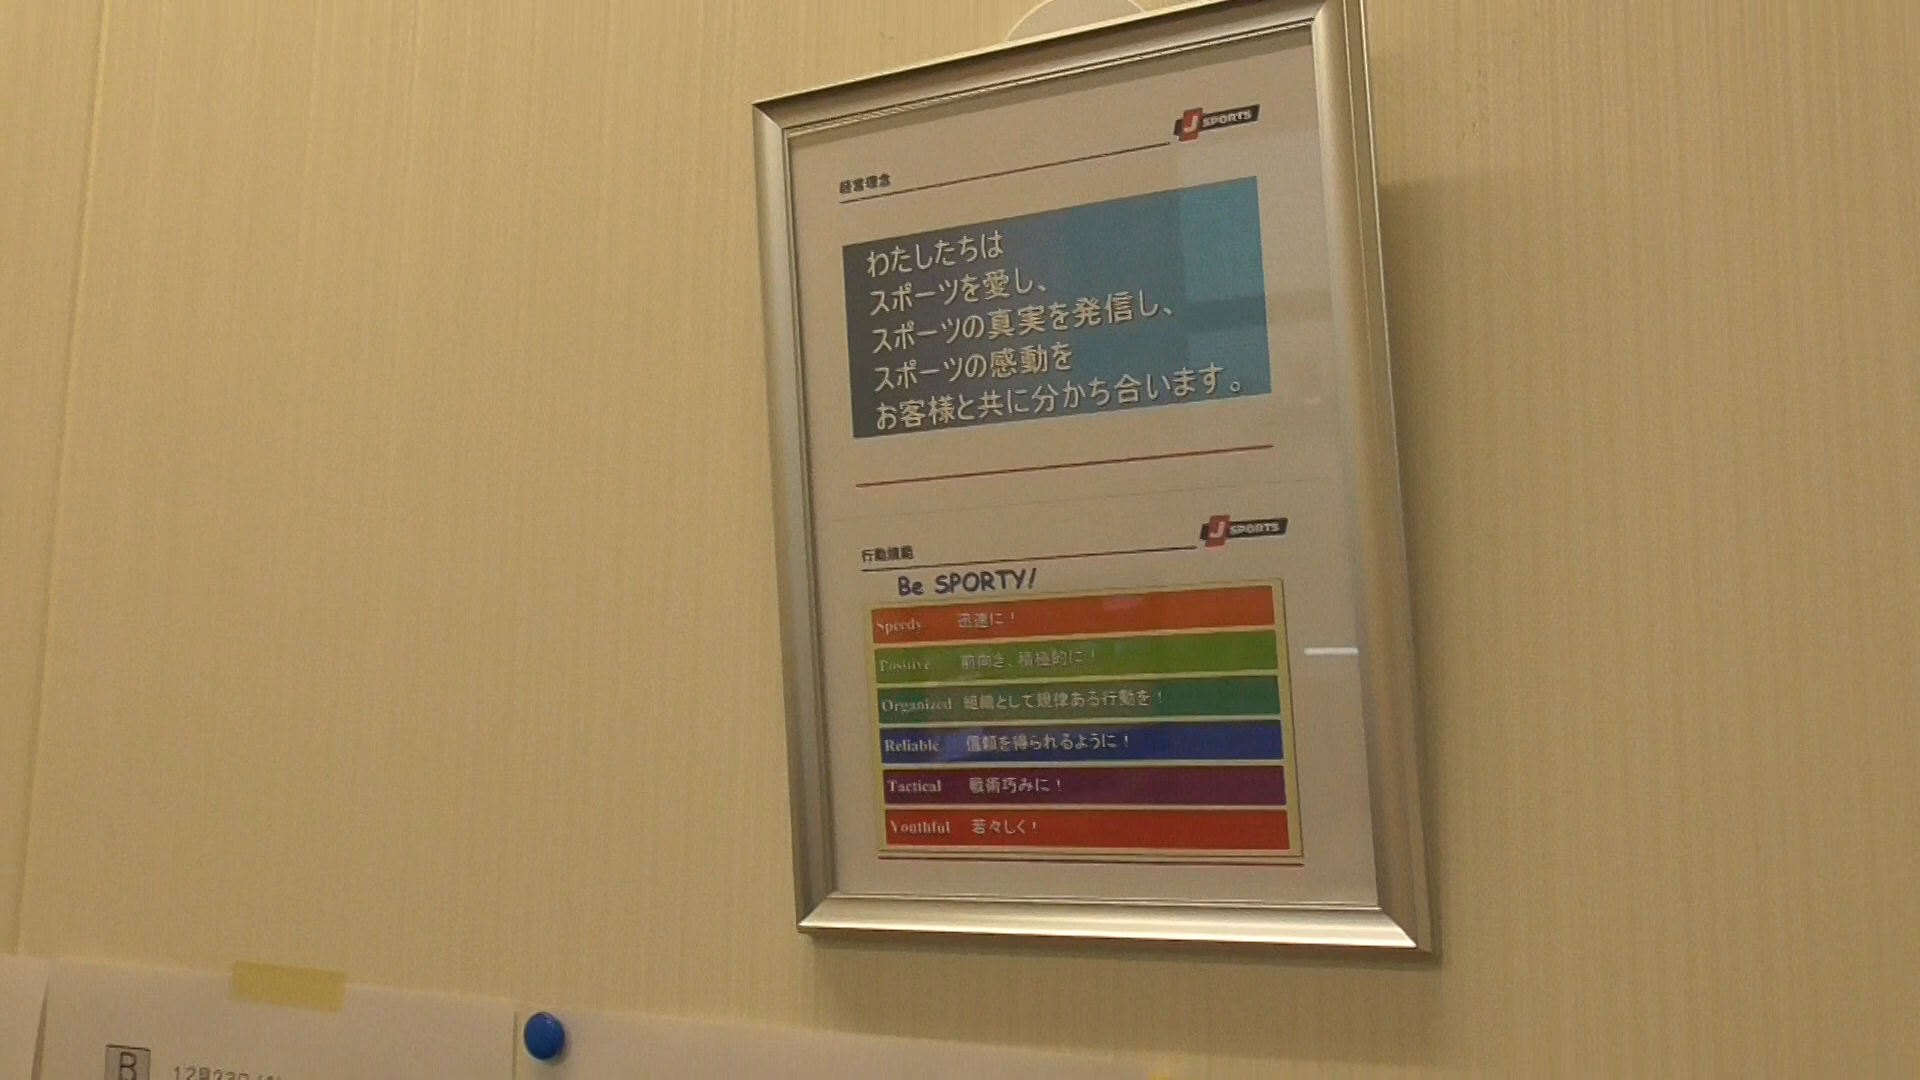 J SPORTS
経営理念
わたしたちは
スポーツを愛し、
スポーツの真実を発信し、
スポーツの感動を
お客様と共に分かち合います。
J SPORTS
行動規範
Be SPORTY!
Speedy 迅速に！
Positive 前向き、積極的に！
Organized 組織として規律ある行動を！
Reliable 信頼を得られるように！
Tactical 戦術巧みに！
Youthful 若々しく！
B